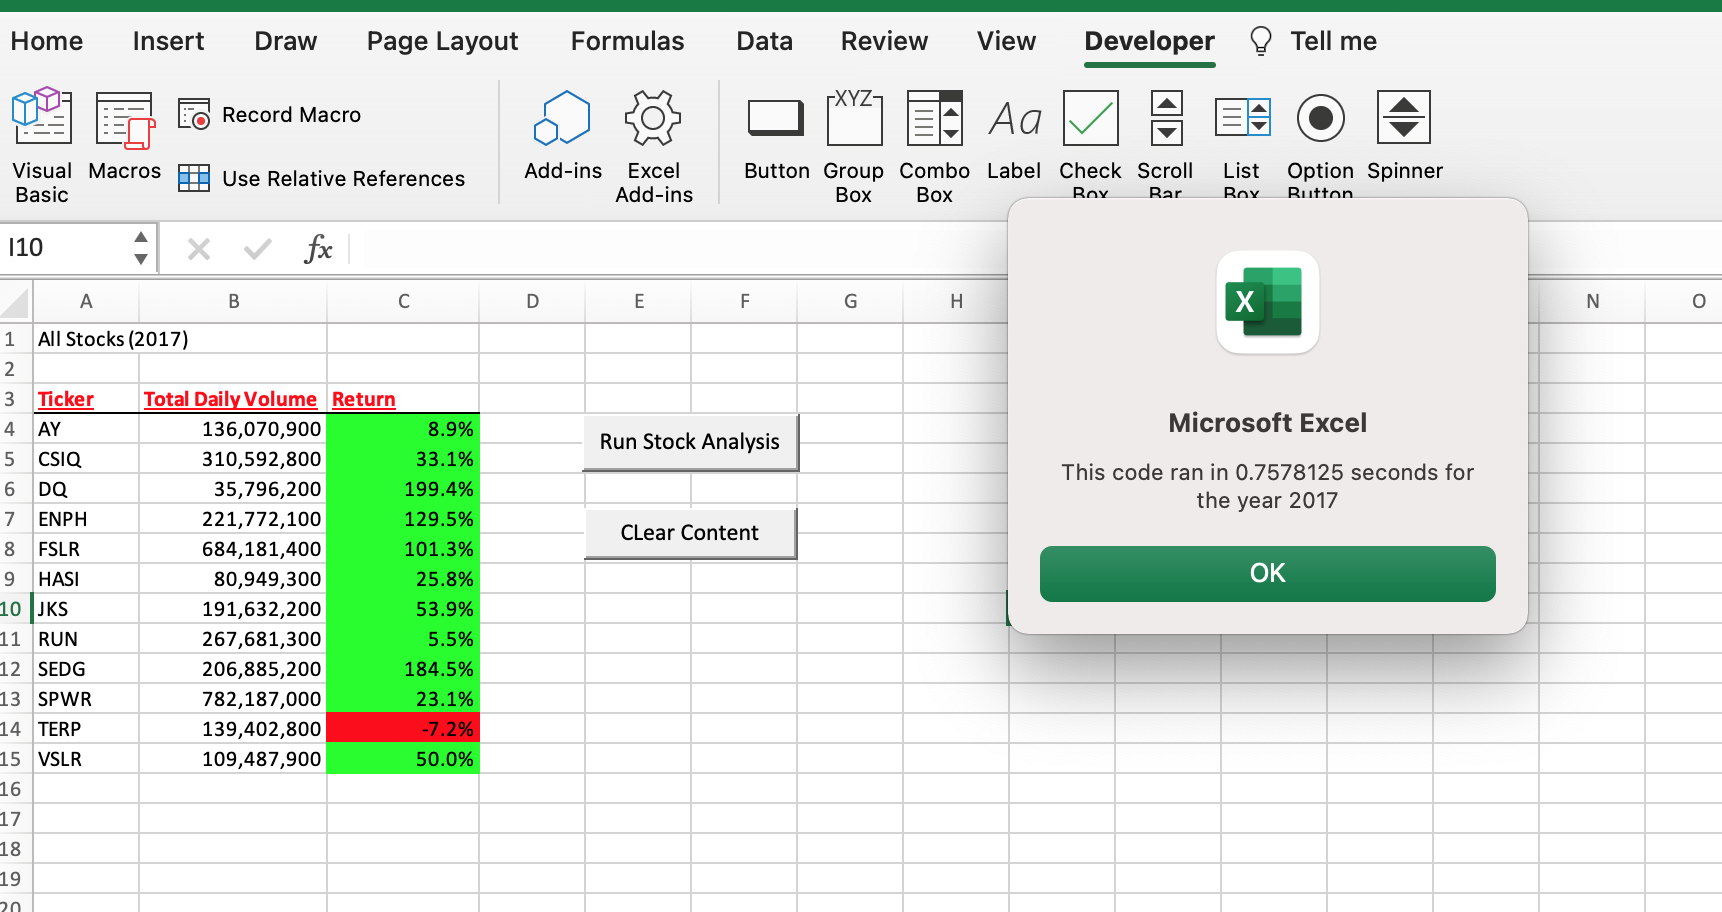 Home Insert Draw Page Layout Formulas Data Review View Developer Tell me
Visual Basic
Macros
Record Macro
Use Relative References
Add-ins
Excel Add-ins
Button
Group Box
Combo Box
Label
Check Box
Scroll Bar
List Box
Option Button
Spinner
I10 fx
A B C D E F G H N O
1 All Stocks (2017)
2
3 Ticker Total Daily Volume Return
4 AY 136,070,900 8.9%
5 CSIQ 310,592,800 33.1%
6 DQ 35,796,200 199.4%
7 ENPH 221,772,100 129.5%
8 FSLR 684,181,400 101.3%
9 HASI 80,949,300 25.8%
10 JKS 191,632,200 53.9%
11 RUN 267,681,300 5.5%
12 SEDG 206,885,200 184.5%
13 SPWR 782,187,000 23.1%
14 TERP 139,402,800 -7.2%
15 VSLR 109,487,900 50.0%
16
17
18
19
20
Run Stock Analysis
CLear Content
X
Microsoft Excel
This code ran in 0.7578125 seconds for
the year 2017
OK